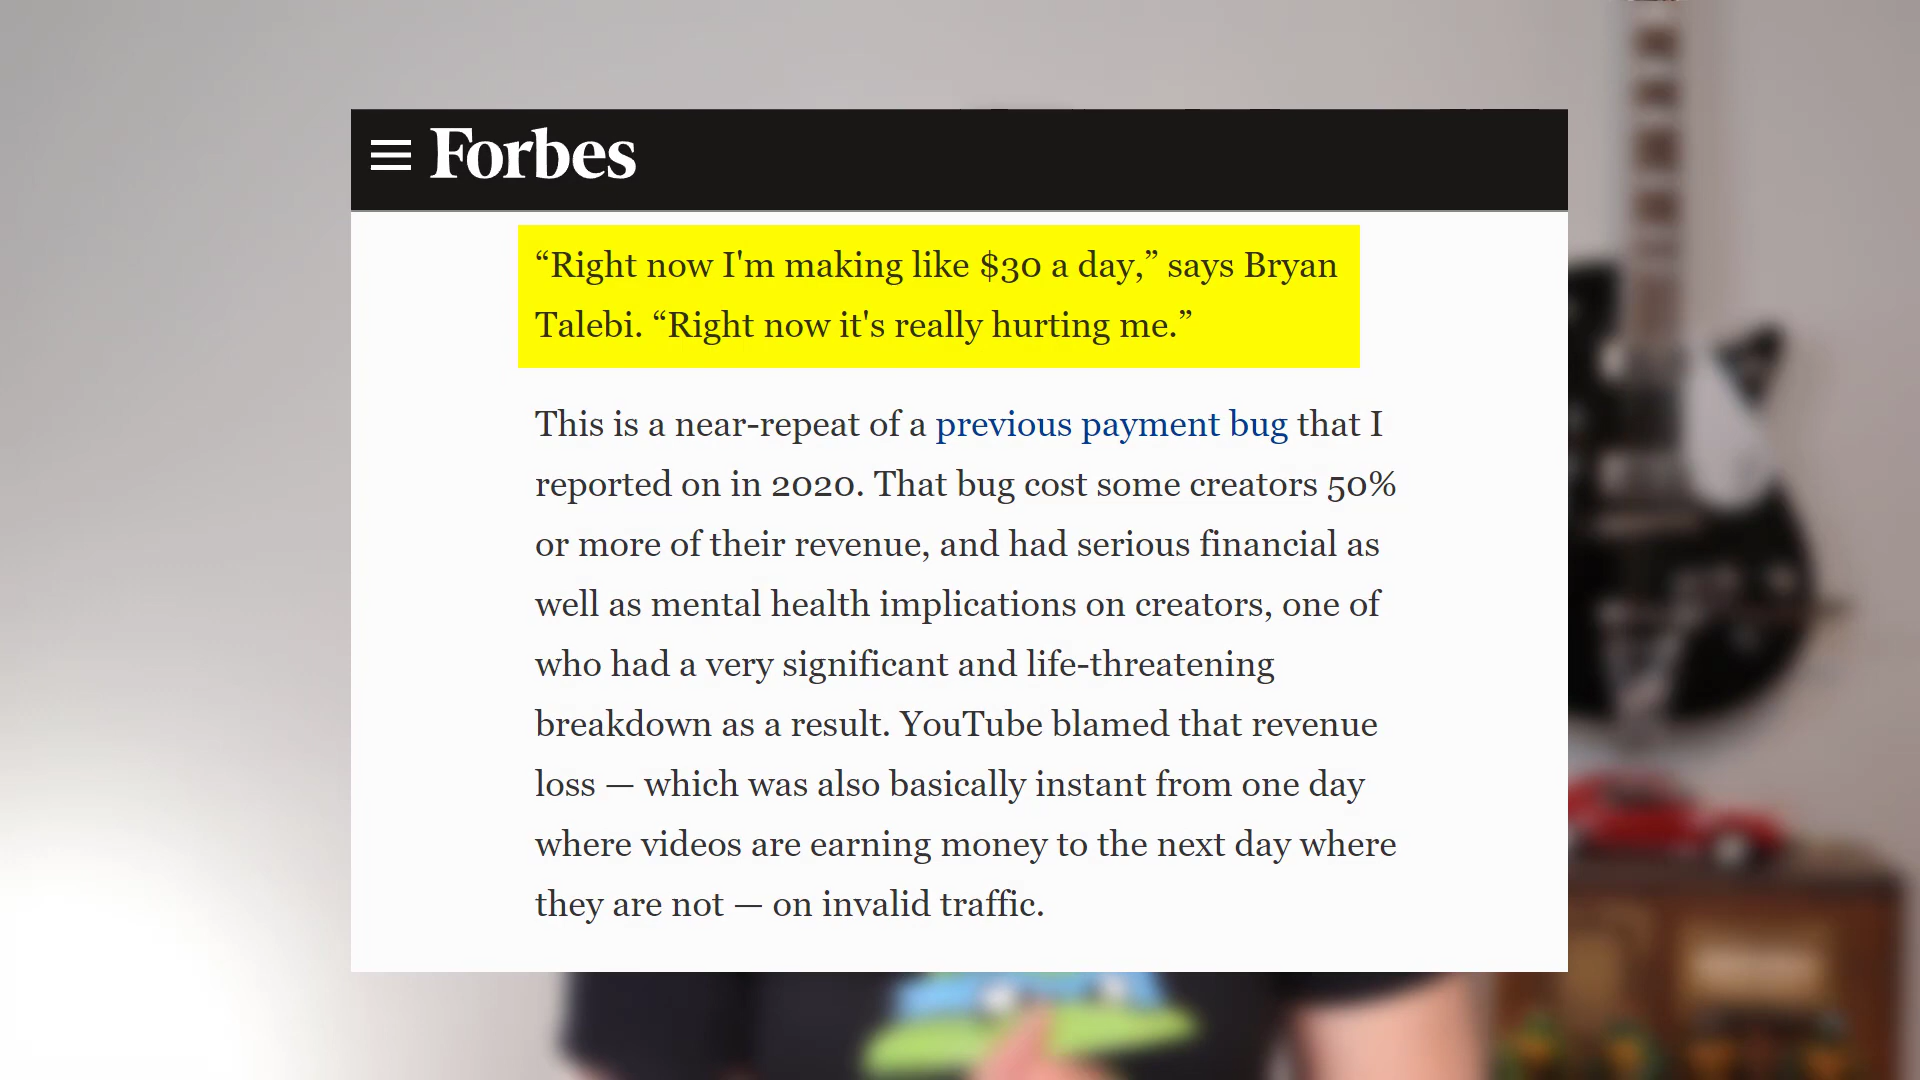 Forbes
“Right now I'm making like $30 a day,” says Bryan
Talebi. “Right now it's really hurting me.”
This is a near-repeat of a previous payment bug that I
reported on in 2020. That bug cost some creators 50%
or more of their revenue, and had serious financial as
well as mental health implications on creators, one of
who had a very significant and life-threatening
breakdown as a result. YouTube blamed that revenue
loss — which was also basically instant from one day
where videos are earning money to the next day where
they are not — on invalid traffic.